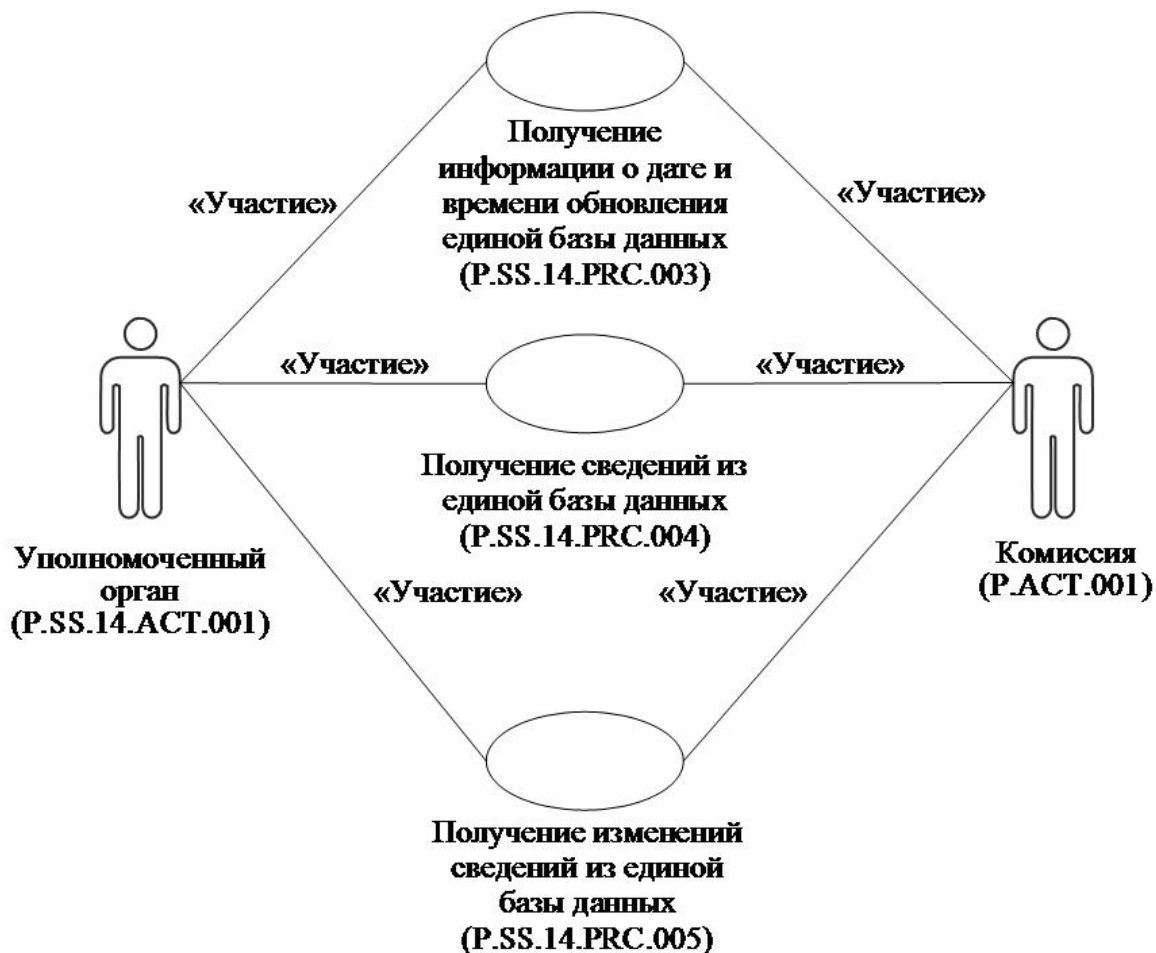 Получение
информации о дате и
времени обновления
единой базы данных
(P.SS.14.PRC.003)
«Участие»
«Участие»
«Участие»
«Участие»
Получение сведений из
единой базы данных
(P.SS.14.PRC.004)
Уполномоченный
орган
(P.SS.14.ACT.001)
Комиссия
(P.ACT.001)
«Участие»
«Участие»
Получение изменений
сведений из единой
базы данных
(P.SS.14.PRC.005)